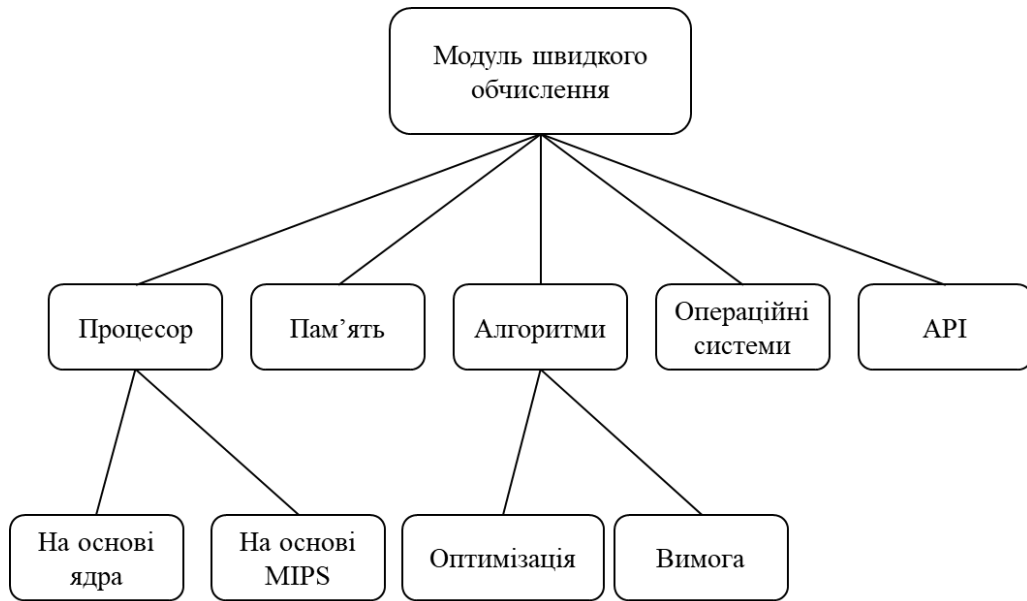 Модуль швидкого
обчислення
Процесор
Пам’ять
Алгоритми
Операційні
системи
API
На основі
ядра
На основі
MIPS
Оптимізація
Вимога